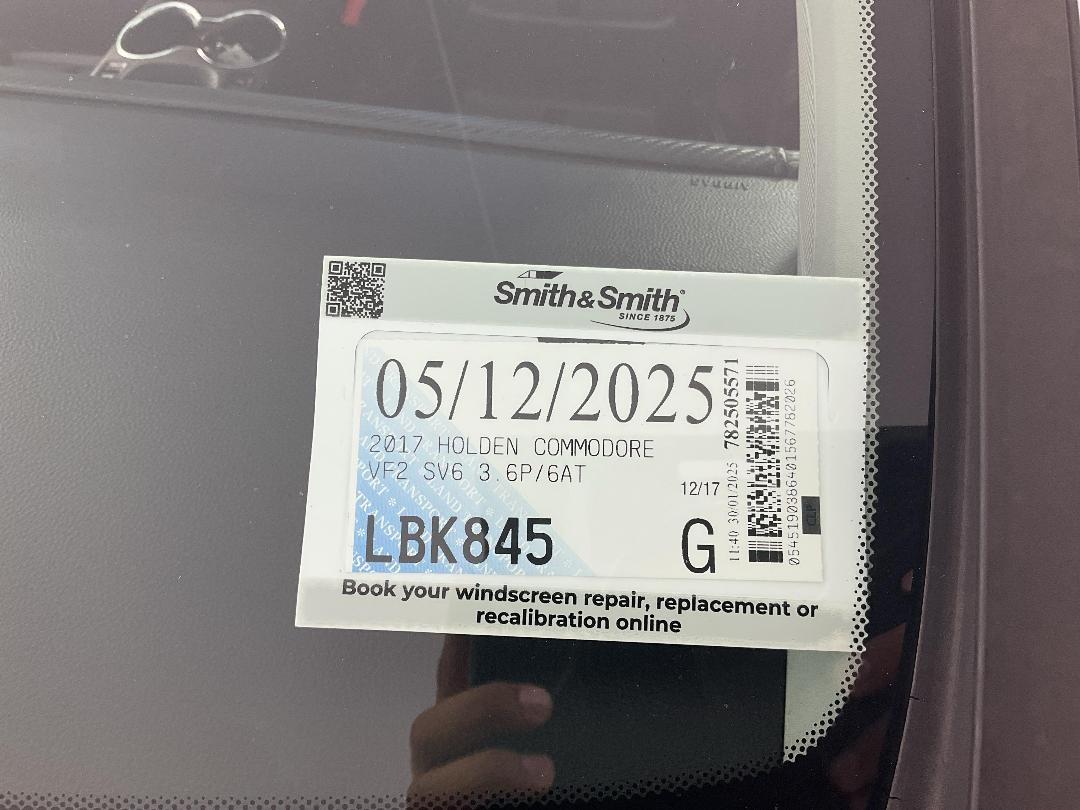 Smith&Smith®
SINCE 1875
05/12/2025
2017 HOLDEN COMMODORE
VF2 SV6 3.6P/6AT
12/17
LBK845
G
11:40 30/01/2025 782505571
Book your windscreen repair, replacement or
recalibration online